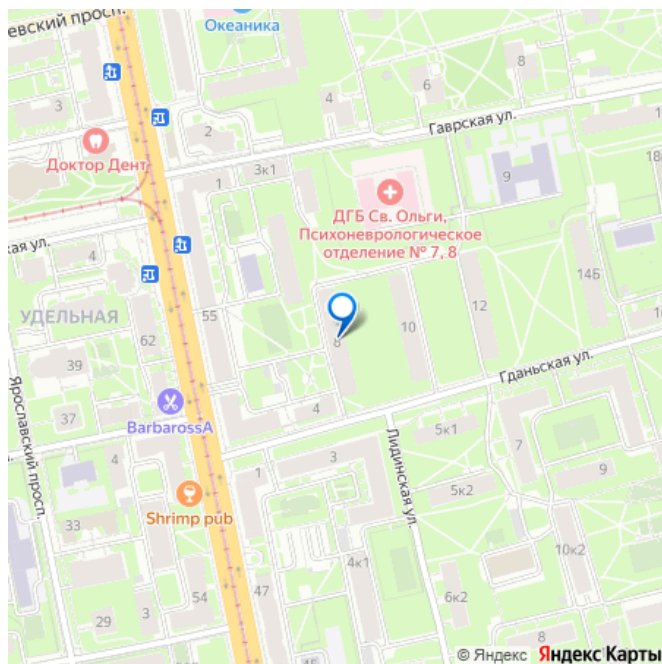 евский просп.
Океаника
3
4
6
8
2
Гаврская ул.
Доктор Дент
3к1
1
9
18
ДГБ Св. Ольги,
Психоневрологическое
отделение № 7, 8
кая ул.
14Б
УДЕЛЬНАЯ
55
12
62
8
10
39
Гданьская ул.
Ярославский просп.
37
BarbarossA
4
4
Лидинская ул.
5к1
7
1
3
9
Shrimp pub
5к2
33
10к2
4к1
54
47
6к2
3
29
8
© Яндекс Яндекс Карты